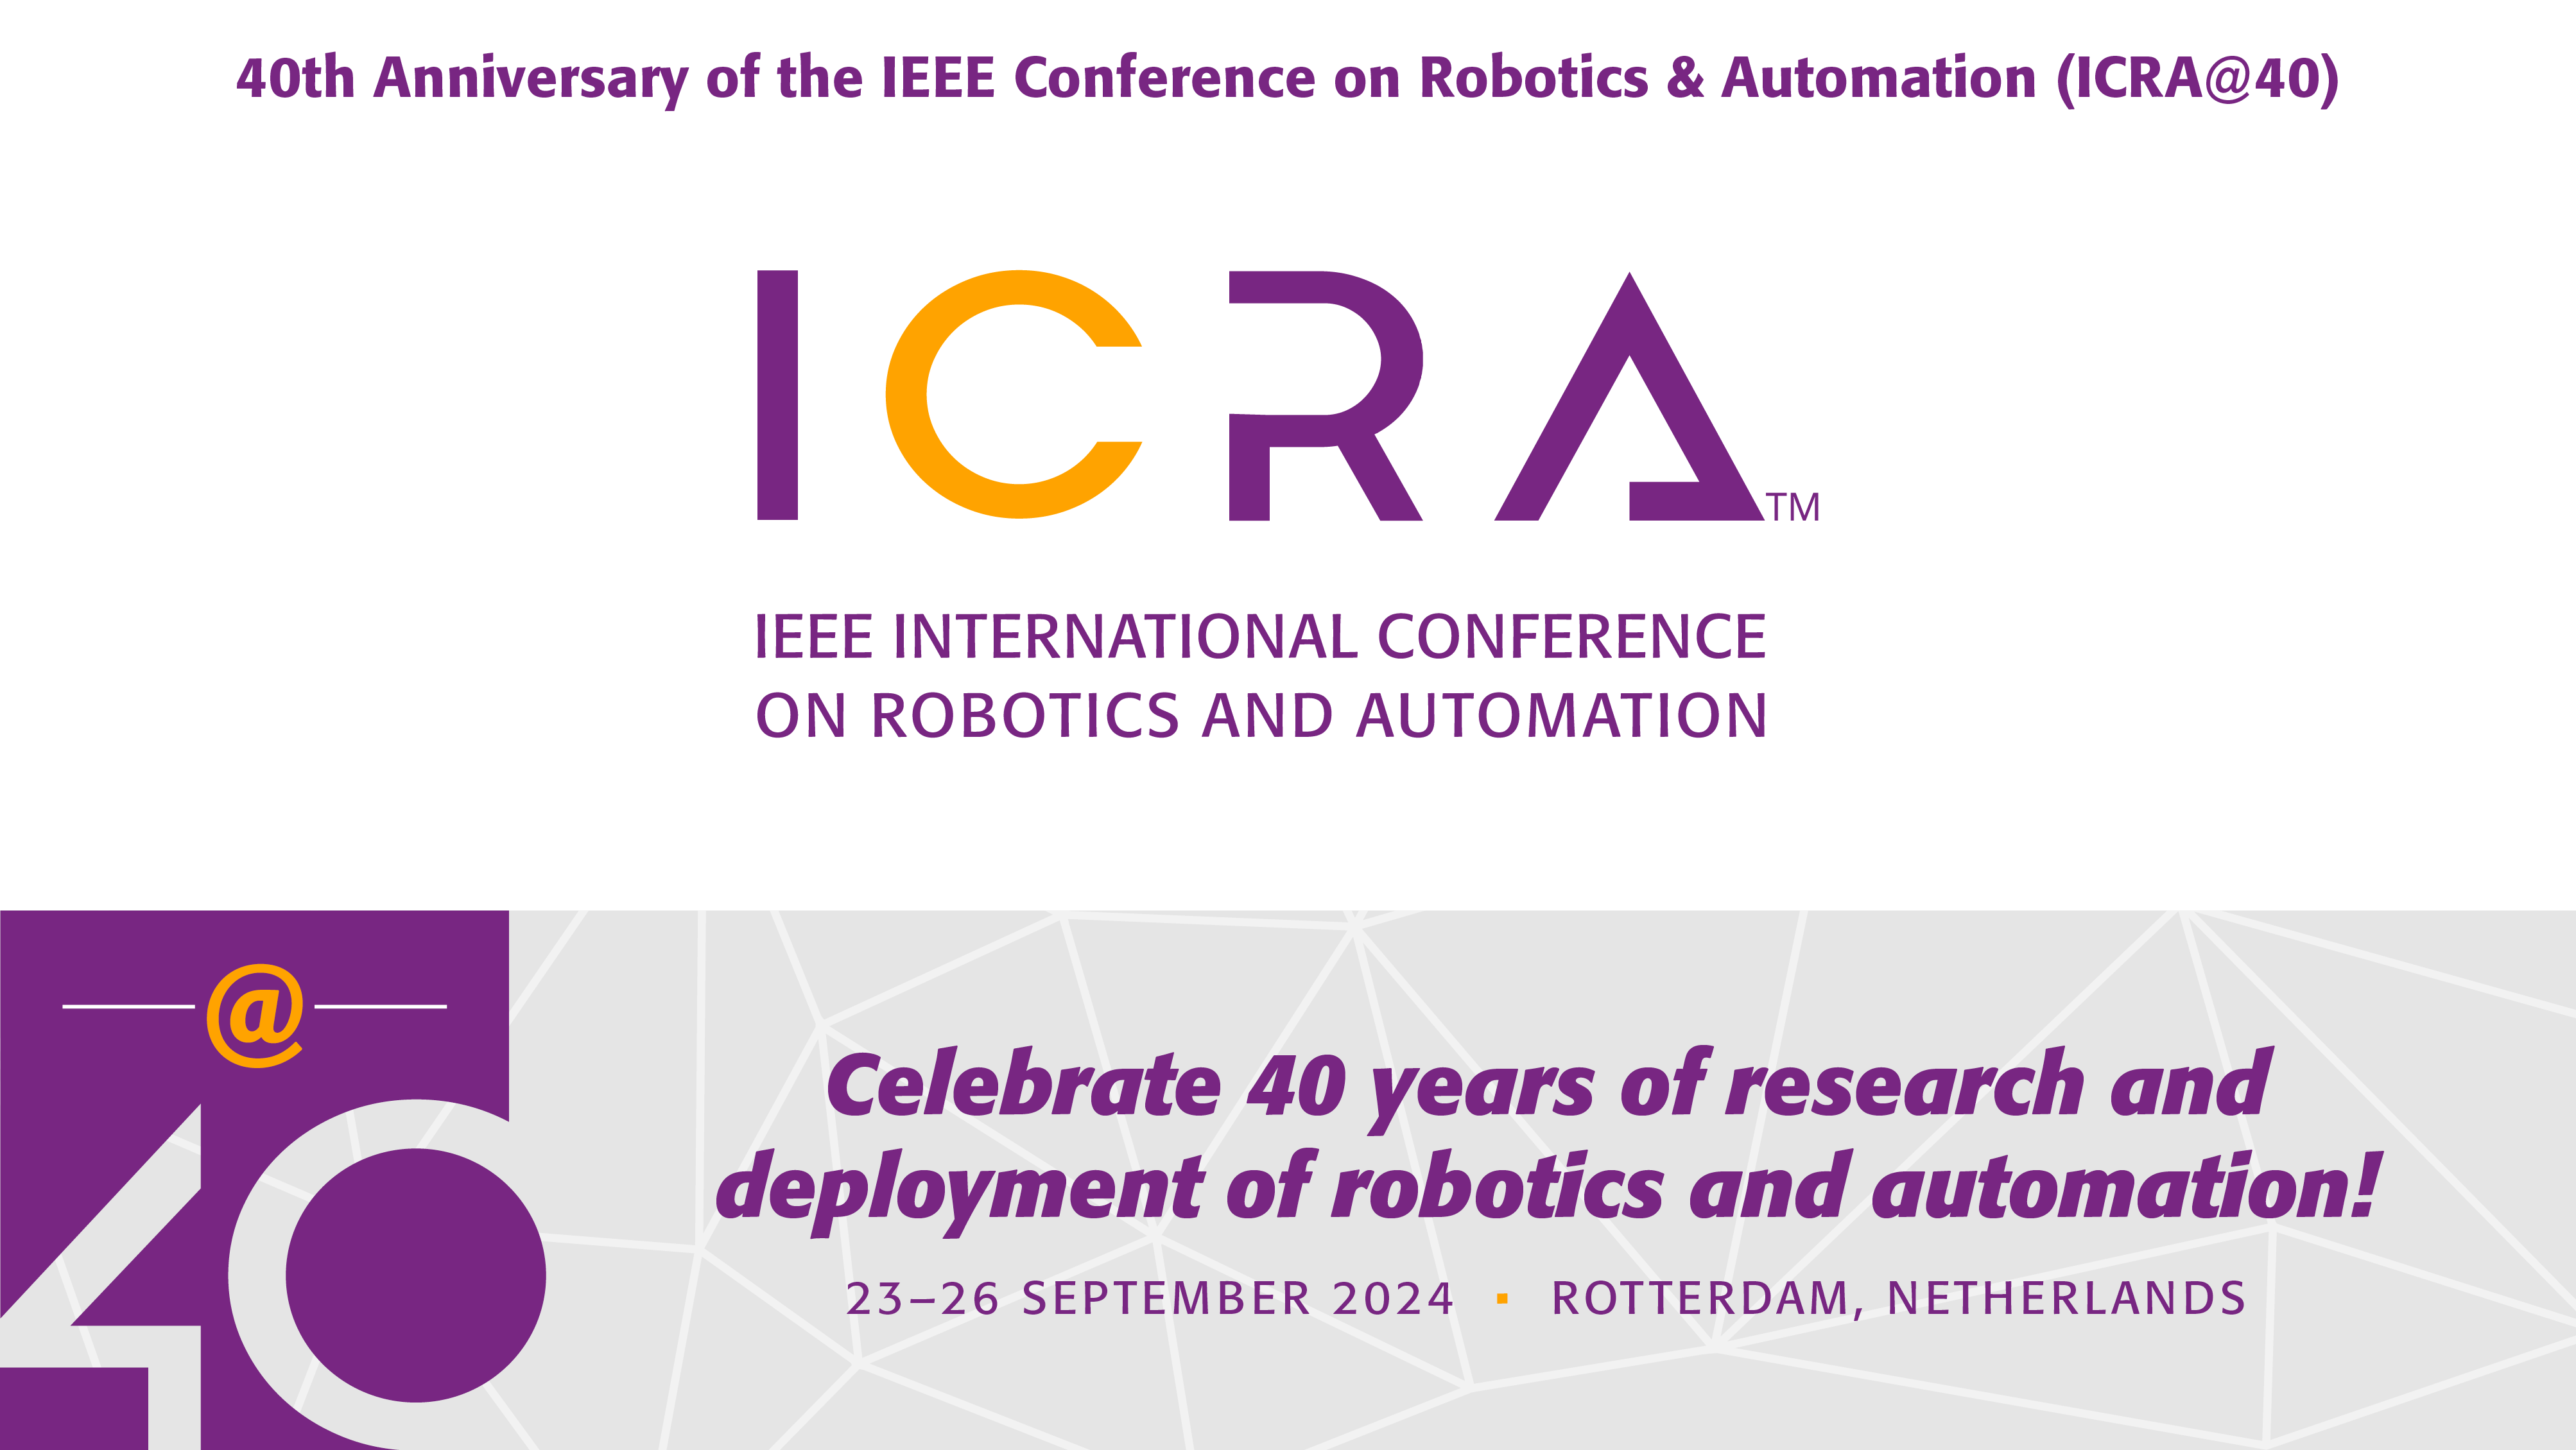 40th Anniversary of the IEEE Conference on Robotics & Automation (ICRA@40)
ICRA™
IEEE INTERNATIONAL CONFERENCE
ON ROBOTICS AND AUTOMATION
@
40
Celebrate 40 years of research and
deployment of robotics and automation!
23–26 SEPTEMBER 2024 ▪ ROTTERDAM, NETHERLANDS